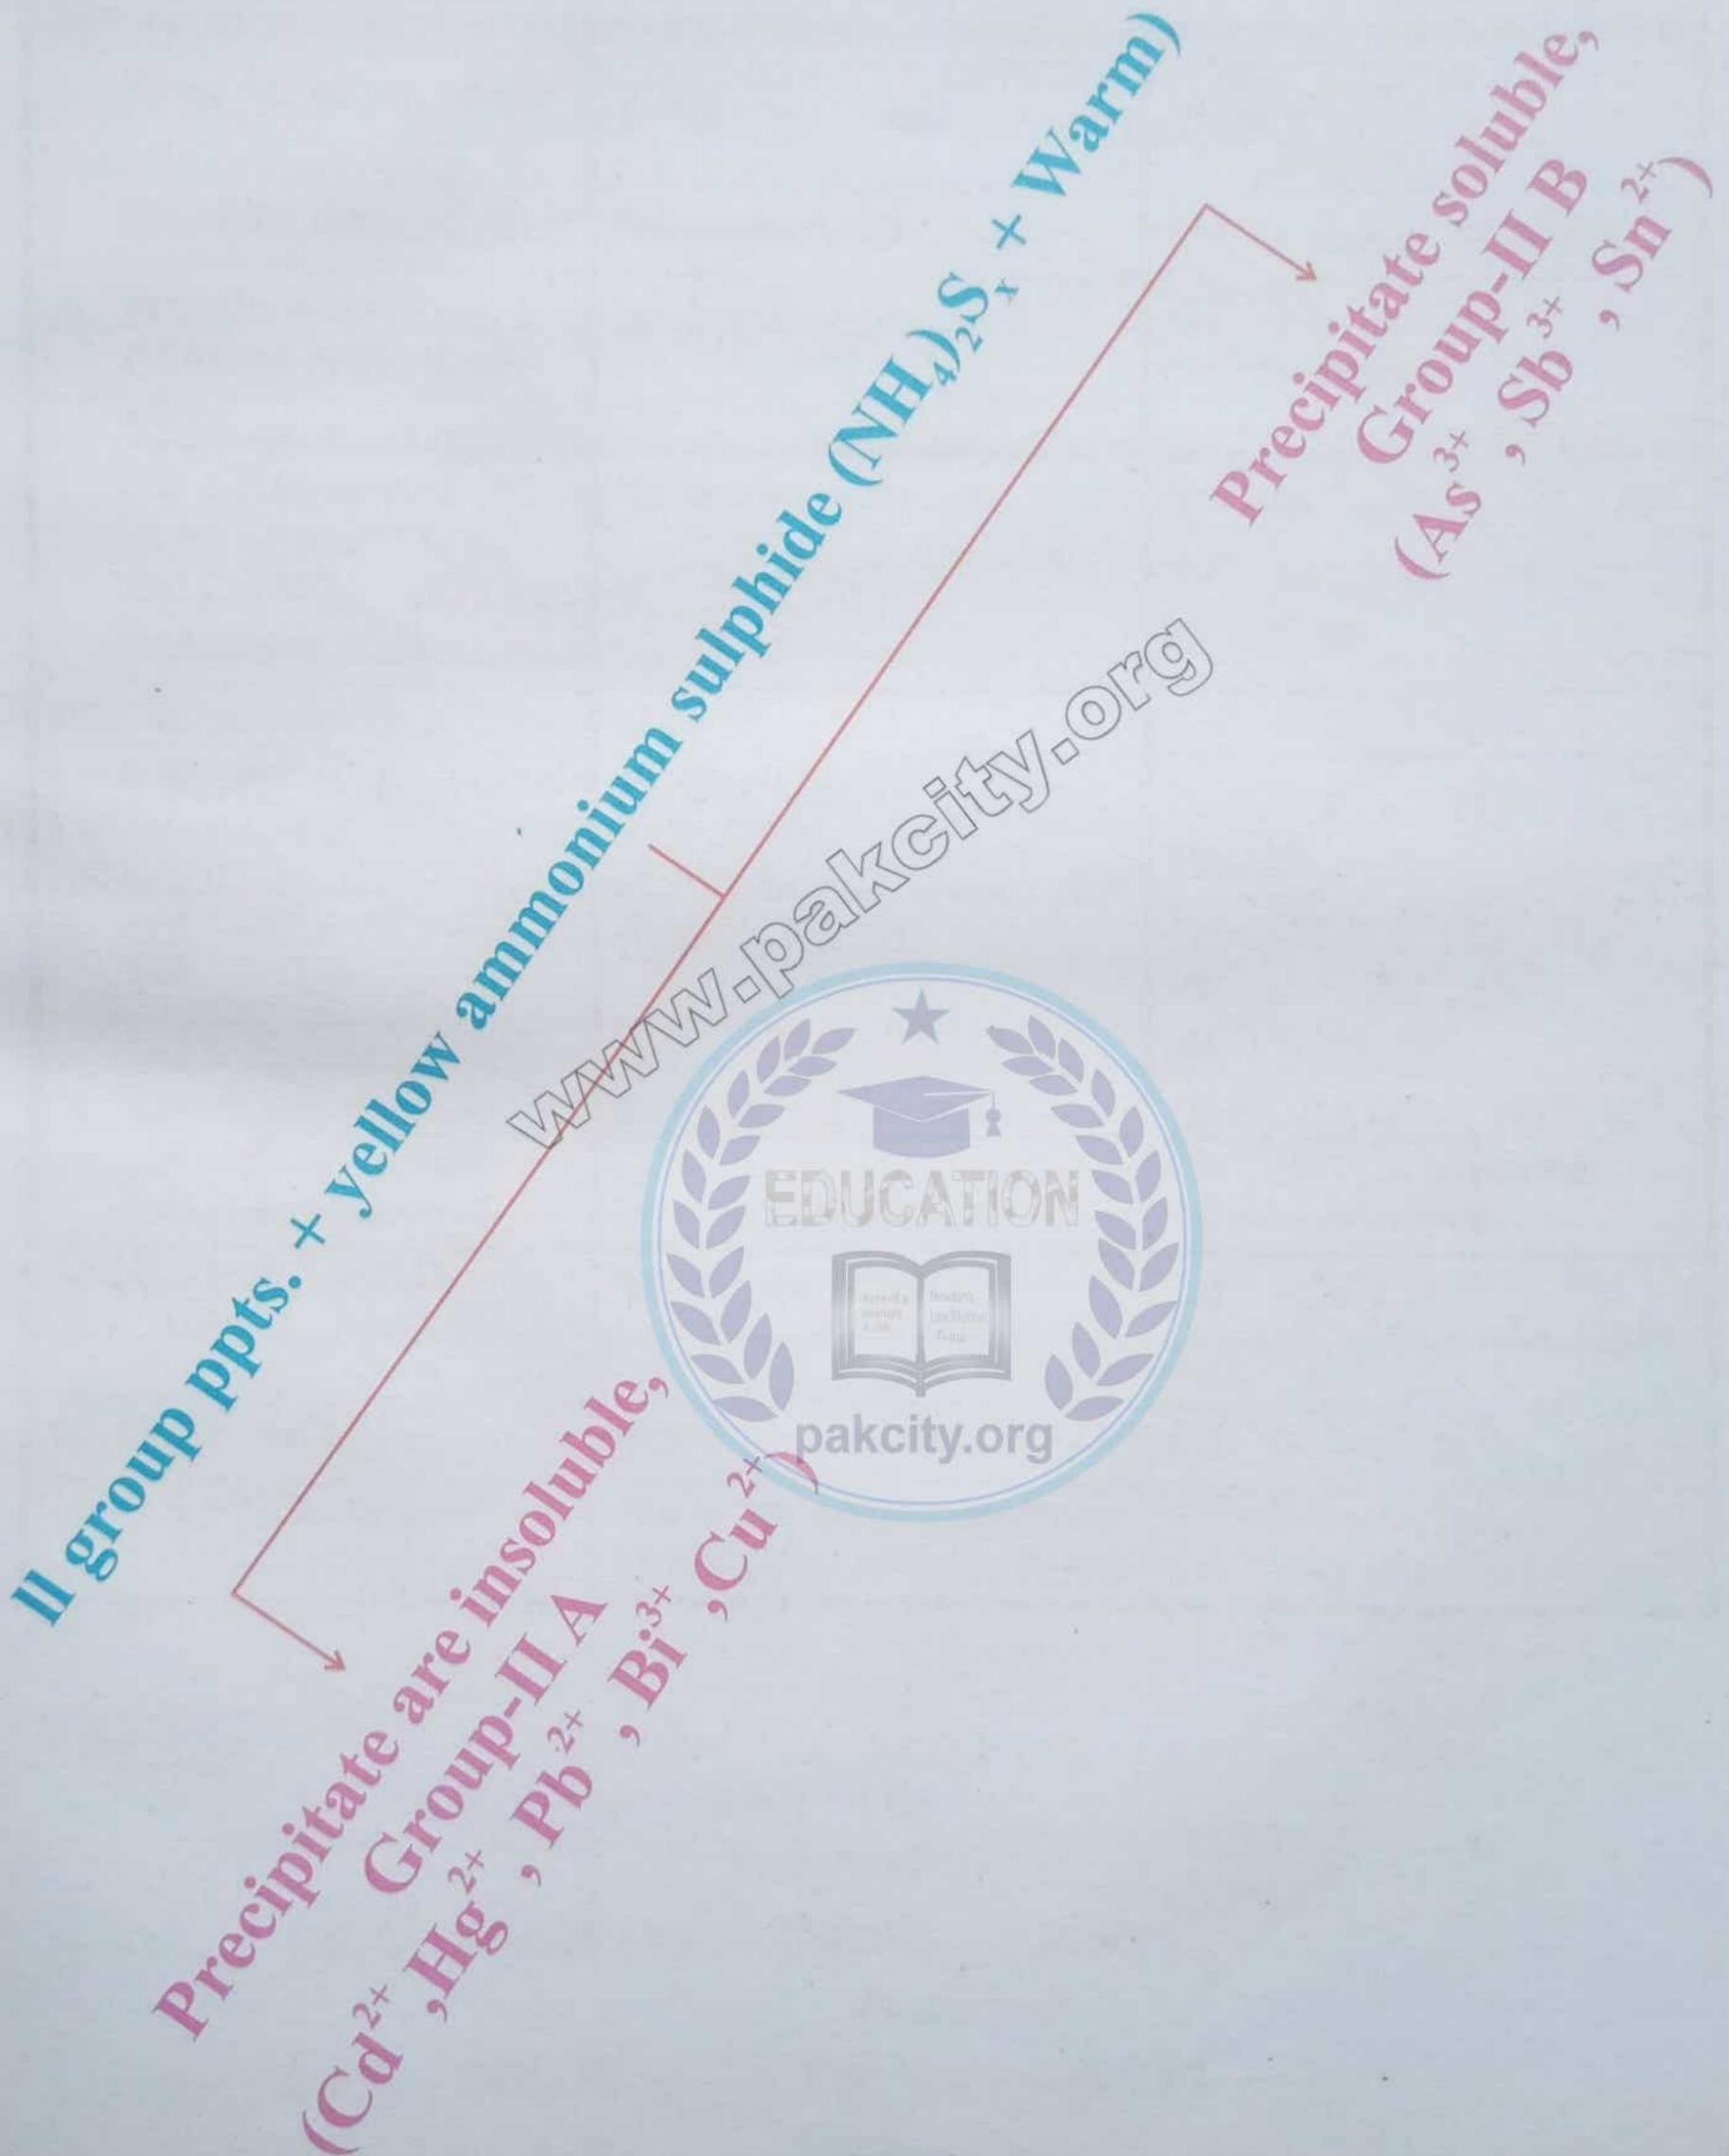 II group ppts. + yellow ammonium sulphide (NH₄)₂Sₓ + Warm)
Precipitate are insoluble,
Group-II A
(Cd²⁺,Hg²⁺, Pb²⁺, Bi³⁺,Cu²⁺)
Precipitate soluble,
Group-II B
(As³⁺, Sb³⁺, Sn²⁺)
www.pakcity.org
EDUCATION
pakcity.org